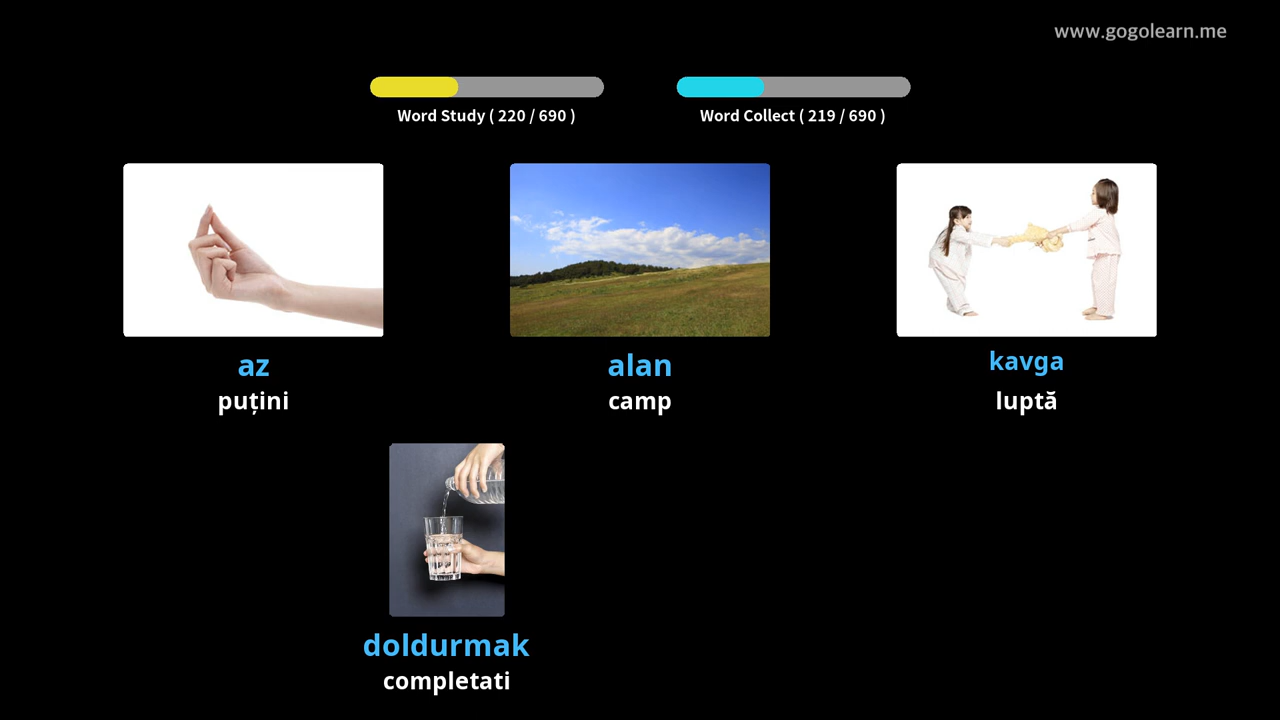 www.gogolearn.me
Word Study ( 220 / 690 )
Word Collect ( 219 / 690 )
az
puțini
alan
camp
kavga
luptă
doldurmak
completati